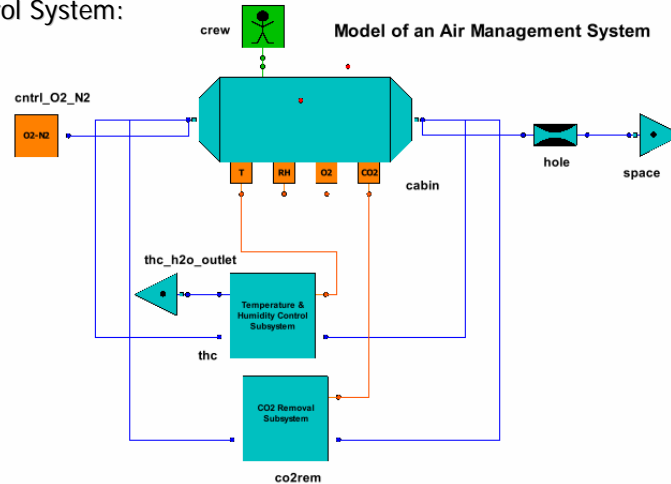 rol System:
crew
Model of an Air Management System
cntrl_O2_N2
O2-N2
T
RH
O2
CO2
cabin
hole
space
thc_h2o_outlet
Temperature &
Humidity Control
Subsystem
thc
CO2 Removal
Subsystem
co2rem